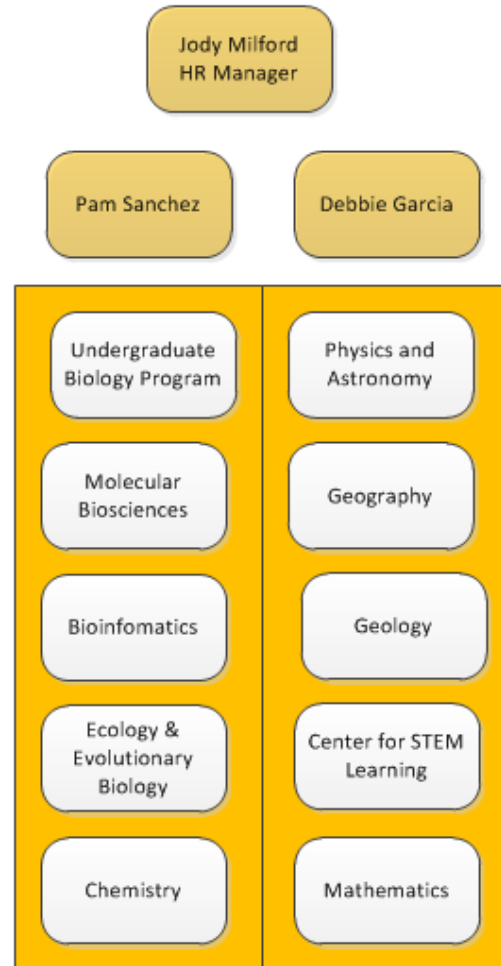 Jody Milford
HR Manager
Pam Sanchez
Debbie Garcia
Undergraduate
Biology Program
Physics and
Astronomy
Molecular
Biosciences
Geography
Bioinfomatics
Geology
Ecology &
Evolutionary
Biology
Center for STEM
Learning
Chemistry
Mathematics